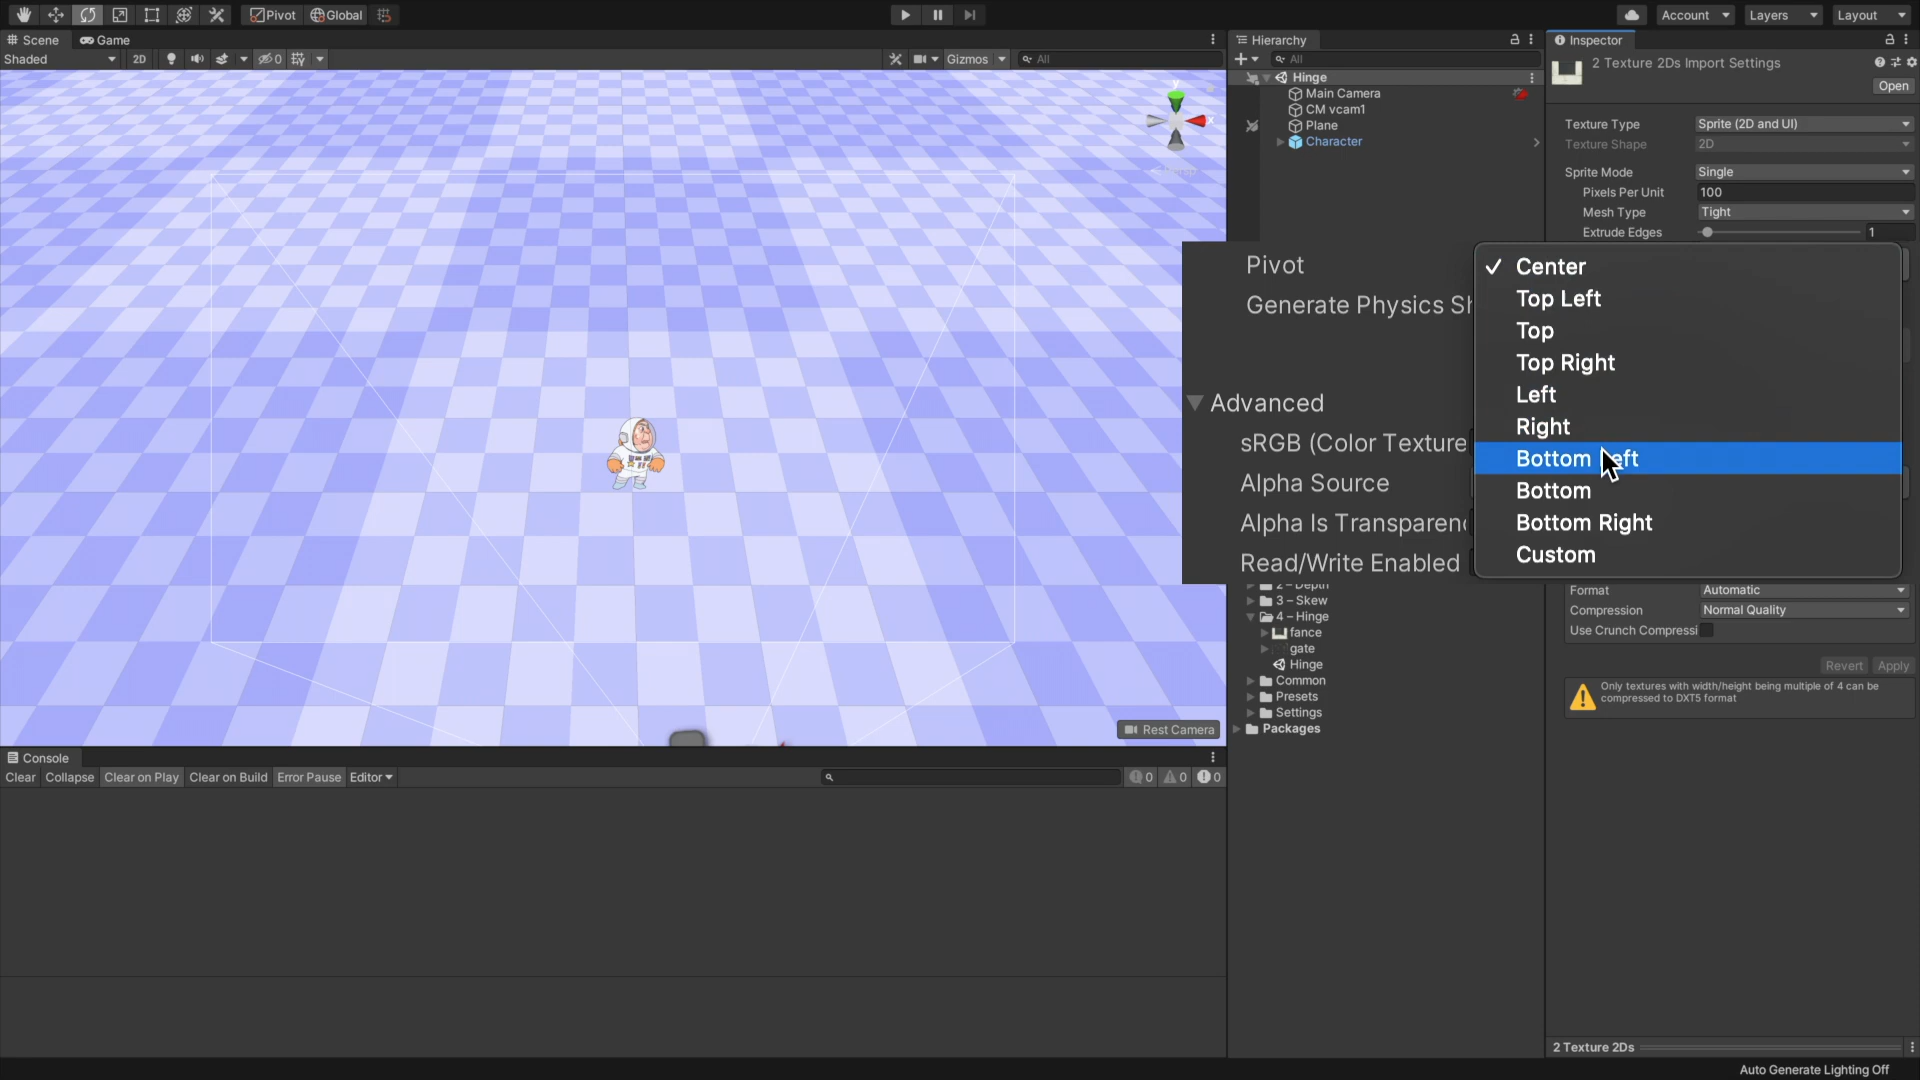 Pivot
Global
Account
Layers
Layout
Scene
Game
Shaded
2D
0
Gizmos
All
Rest Camera
Console
Clear
Collapse
Clear on Play
Clear on Build
Error Pause
Editor
0
0
0
Hierarchy
All
Hinge
Main Camera
CM vcam1
Plane
Character
Pivot
Generate Physics Sh
Advanced
sRGB (Color Texture
Alpha Source
Alpha Is Transparenc
Read/Write Enabled
Center
Top Left
Top
Top Right
Left
Right
Bottom Left
Bottom
Bottom Right
Custom
2 – Depth
3 – Skew
4 – Hinge
fance
gate
Hinge
Common
Presets
Settings
Packages
Inspector
2 Texture 2Ds Import Settings
Open
Texture Type Sprite (2D and UI)
Texture Shape 2D
Sprite Mode Single
Pixels Per Unit 100
Mesh Type Tight
Extrude Edges 1
Format Automatic
Compression Normal Quality
Use Crunch Compressi
Revert Apply
Only textures with width/height being multiple of 4 can be
compressed to DXT5 format
2 Texture 2Ds
Auto Generate Lighting Off